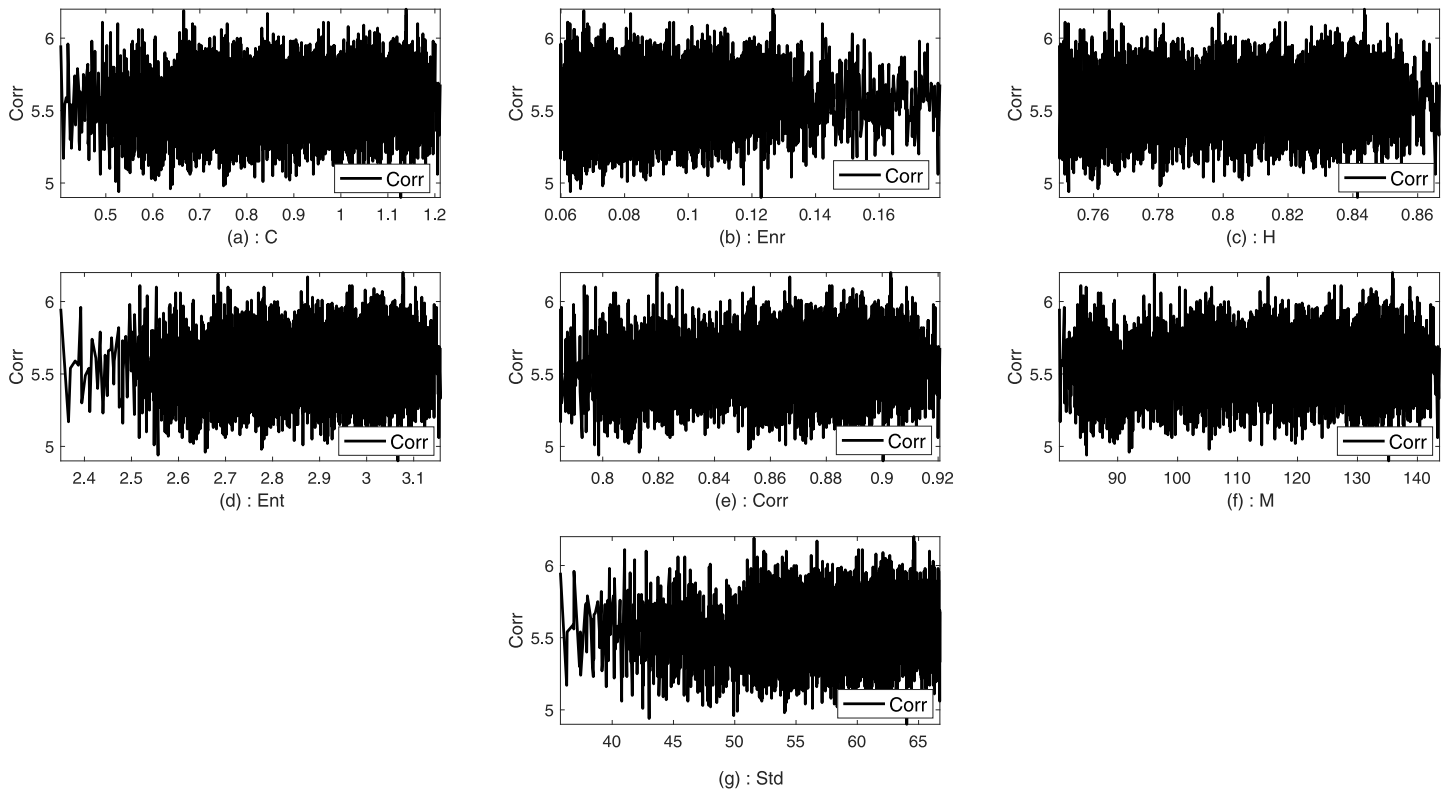 6
5.5
5
Corr
Corr
0.5 0.6 0.7 0.8 0.9 1 1.1 1.2
(a) : C
6
5.5
5
Corr
Corr
0.06 0.08 0.1 0.12 0.14 0.16
(b) : Enr
6
5.5
5
Corr
Corr
0.76 0.78 0.8 0.82 0.84 0.86
(c) : H
6
5.5
5
Corr
Corr
2.4 2.5 2.6 2.7 2.8 2.9 3 3.1
(d) : Ent
6
5.5
5
Corr
Corr
0.8 0.82 0.84 0.86 0.88 0.9 0.92
(e) : Corr
6
5.5
5
Corr
Corr
90 100 110 120 130 140
(f) : M
6
5.5
5
Corr
Corr
40 45 50 55 60 65
(g) : Std